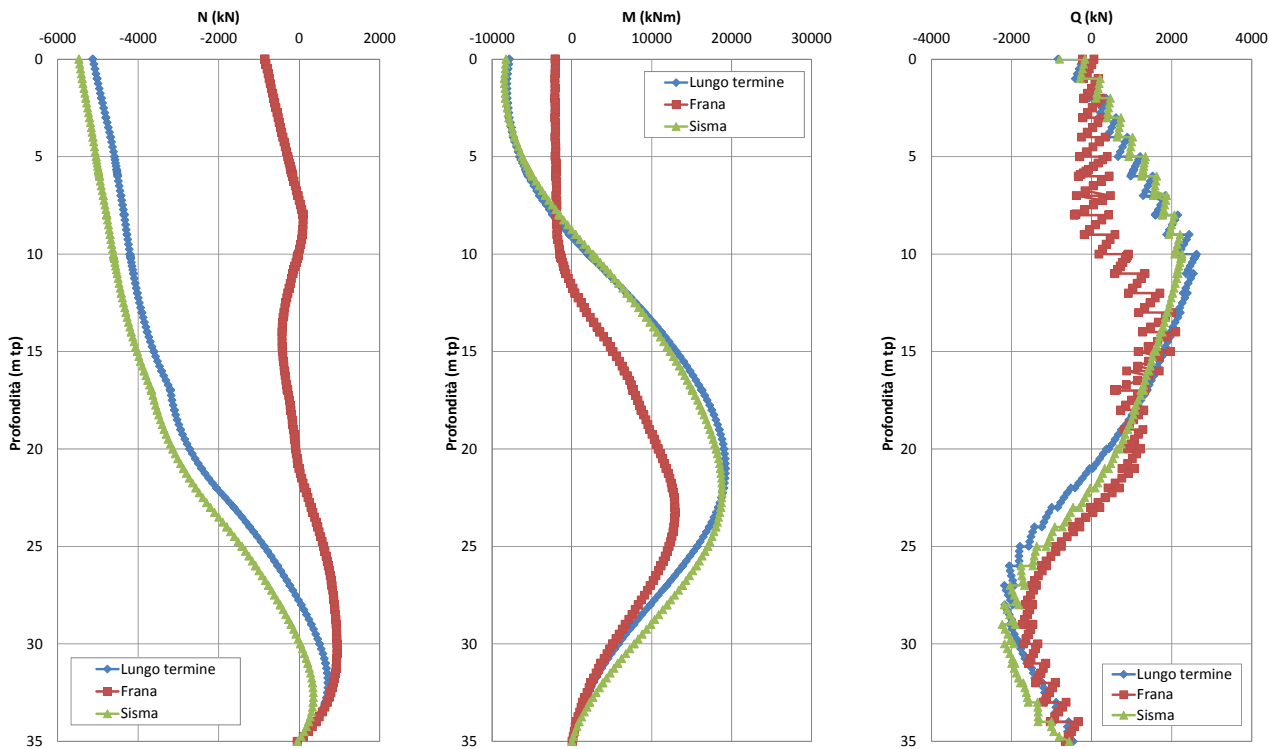 N (kN)
-6000 -4000 -2000 0 2000
0
5
10
15
20
25
30
35
Profondità (m tp)
Lungo termine
Frana
Sisma
M (kNm)
-10000 0 10000 20000 30000
0
5
10
15
20
25
30
35
Profondità (m tp)
Lungo termine
Frana
Sisma
Q (kN)
-4000 -2000 0 2000 4000
0
5
10
15
20
25
30
35
Profondità (m tp)
Lungo termine
Frana
Sisma